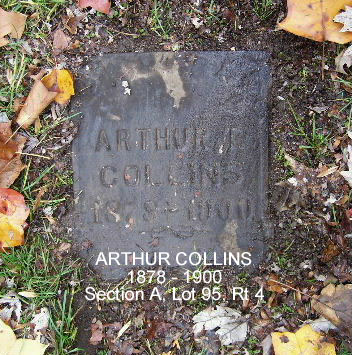 ARTHUR J.
COLLINS
1878-1900
ARTHUR COLLINS
1878 - 1900
Section A, Lot 95, Rt 4